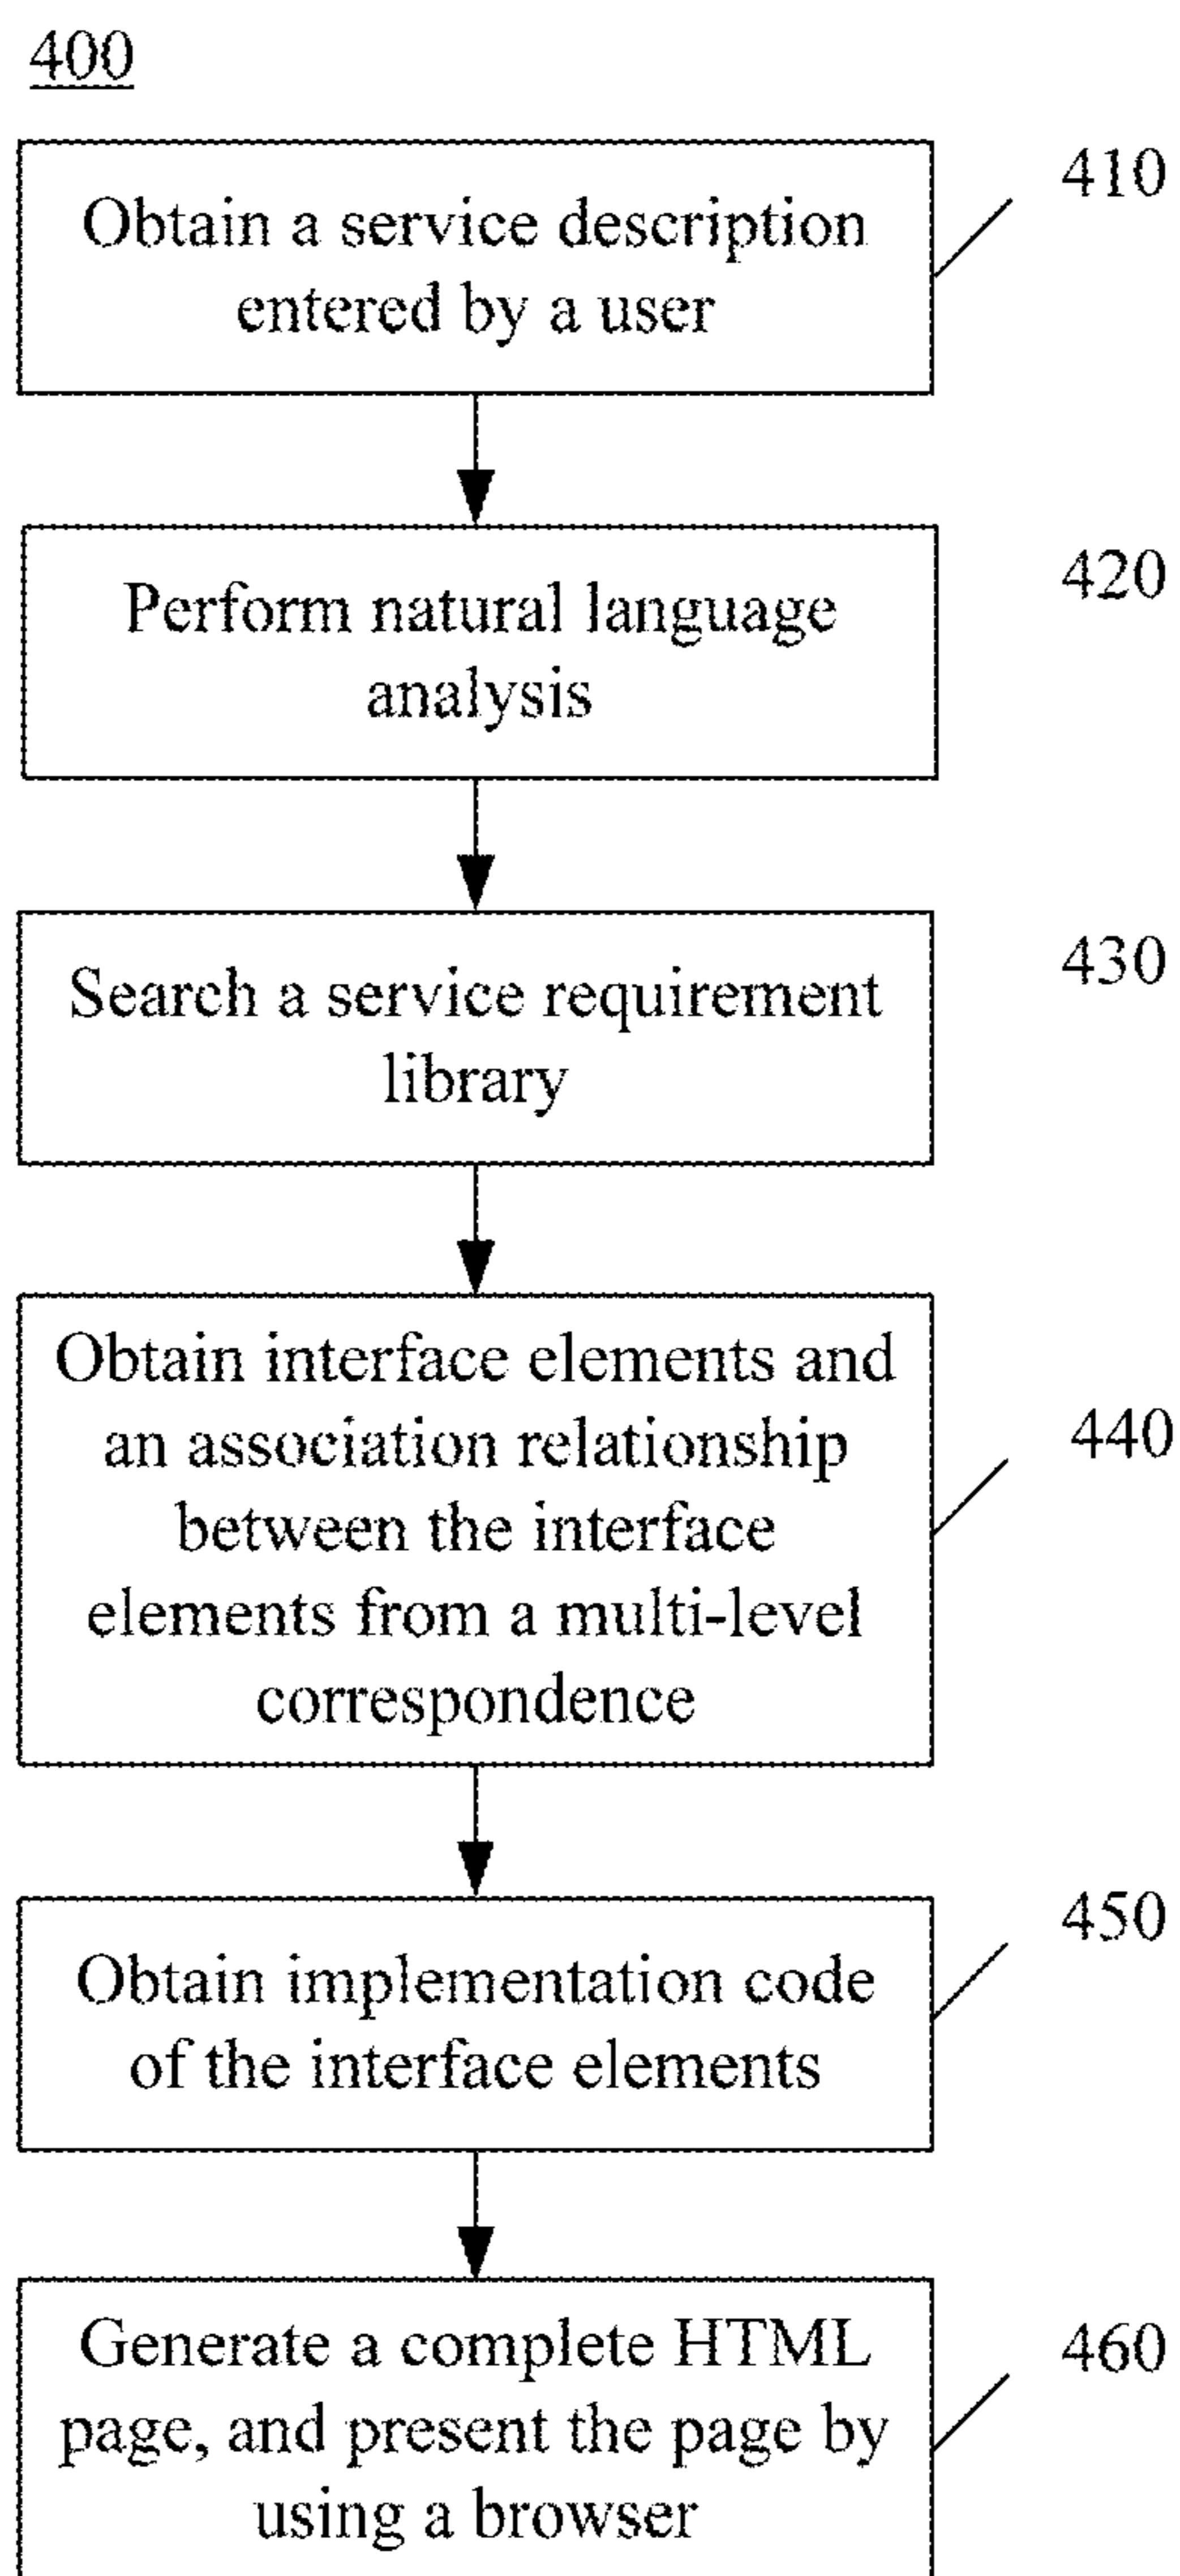 400
410
Obtain a service description
entered by a user
420
Perform natural language
analysis
430
Search a service requirement
library
Obtain interface elements and
an association relationship
between the interface
elements from a multi-level
correspondence
440
450
Obtain implementation code
of the interface elements
460
Generate a complete HTML
page, and present the page by
using a browser